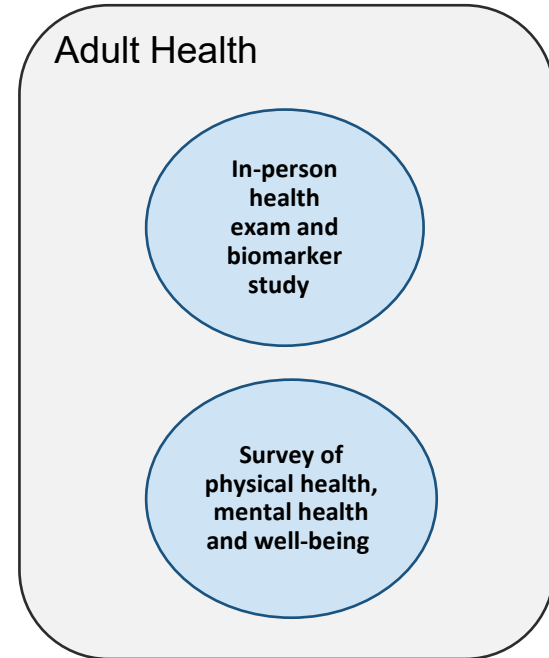 Adult Health
In-person
health
exam and
biomarker
study
Survey of
physical health,
mental health
and well-being